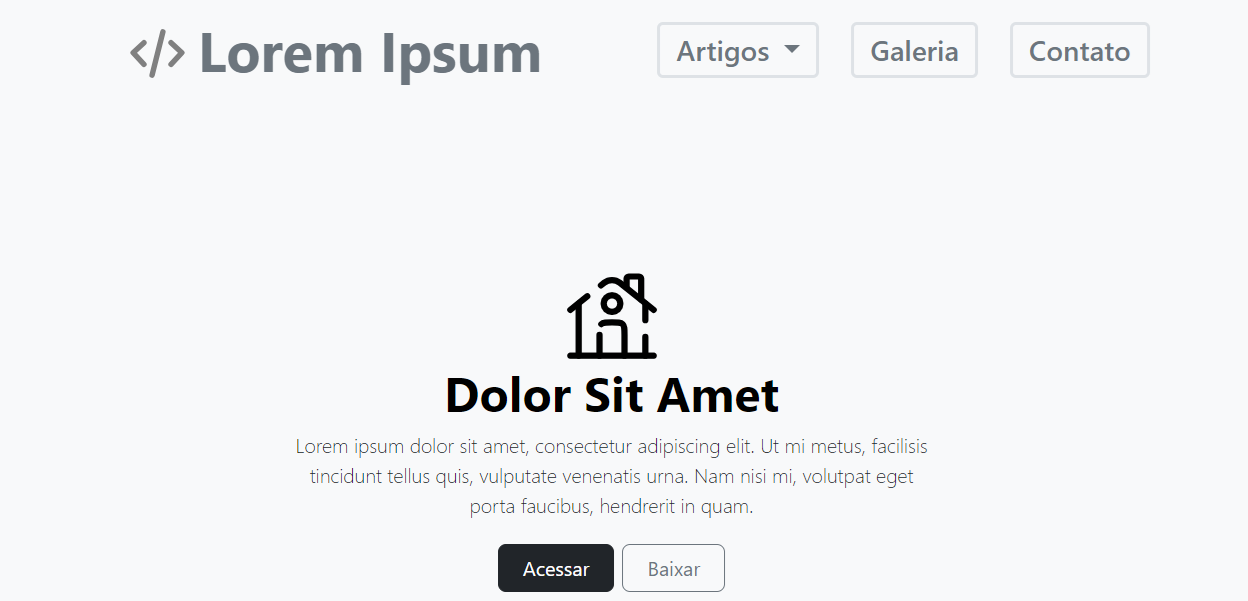 </> Lorem Ipsum
Artigos
Galeria
Contato
Dolor Sit Amet
Lorem ipsum dolor sit amet, consectetur adipiscing elit. Ut mi metus, facilisis
tincidunt tellus quis, vulputate venenatis urna. Nam nisi mi, volutpat eget
porta faucibus, hendrerit in quam.
Acessar
Baixar